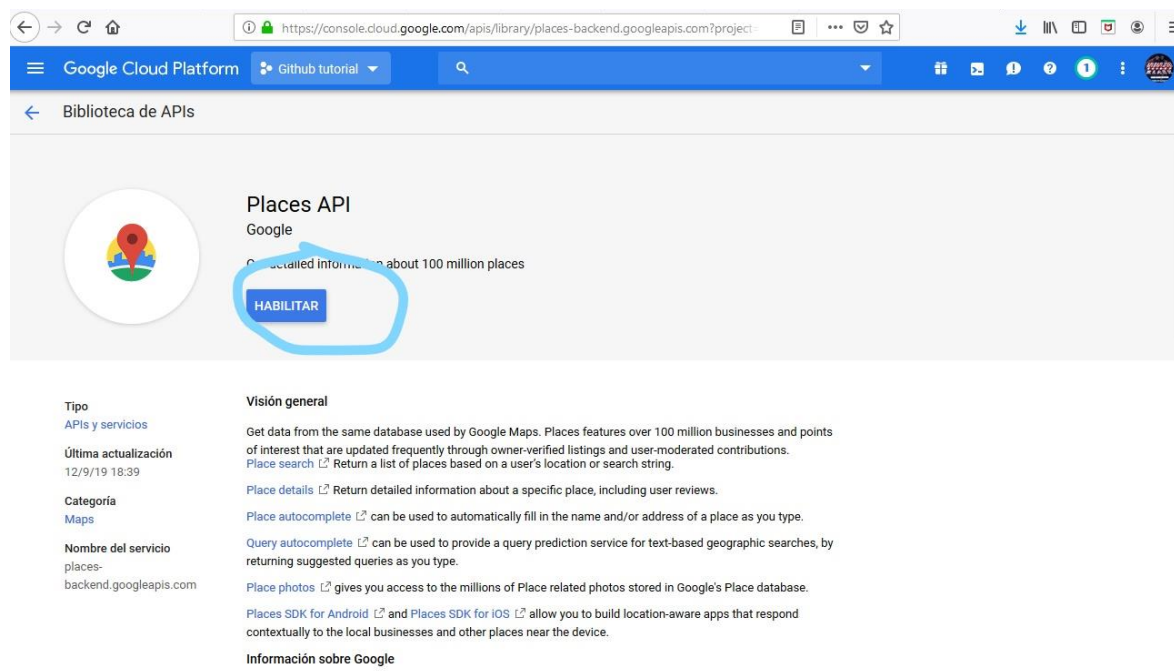 https://console.cloud.google.com/apis/library/places-backend.googleapis.com?project=
Google Cloud Platform
Github tutorial
1
Biblioteca de APIs
Places API
Google
detailed information about 100 million places
HABILITAR
Tipo
APIs y servicios
Última actualización
12/9/19 18:39
Categoría
Maps
Nombre del servicio
places-
backend.googleapis.com
Visión general
Get data from the same database used by Google Maps. Places features over 100 million businesses and points
of interest that are updated frequently through owner-verified listings and user-moderated contributions.
Place search Return a list of places based on a user's location or search string.
Place details Return detailed information about a specific place, including user reviews.
Place autocomplete can be used to automatically fill in the name and/or address of a place as you type.
Query autocomplete can be used to provide a query prediction service for text-based geographic searches, by
returning suggested queries as you type.
Place photos gives you access to the millions of Place related photos stored in Google's Place database.
Places SDK for Android and Places SDK for iOS allow you to build location-aware apps that respond
contextually to the local businesses and other places near the device.
Información sobre Google